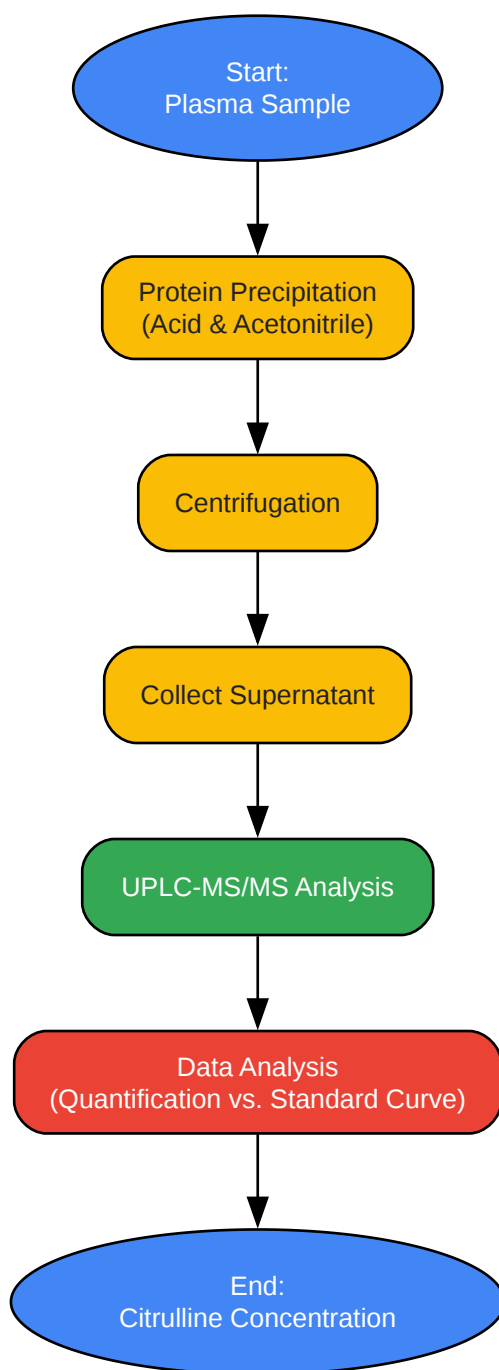 Start:
Plasma Sample
Protein Precipitation
(Acid & Acetonitrile)
Centrifugation
Collect Supernatant
UPLC-MS/MS Analysis
Data Analysis
(Quantification vs. Standard Curve)
End:
Citrulline Concentration